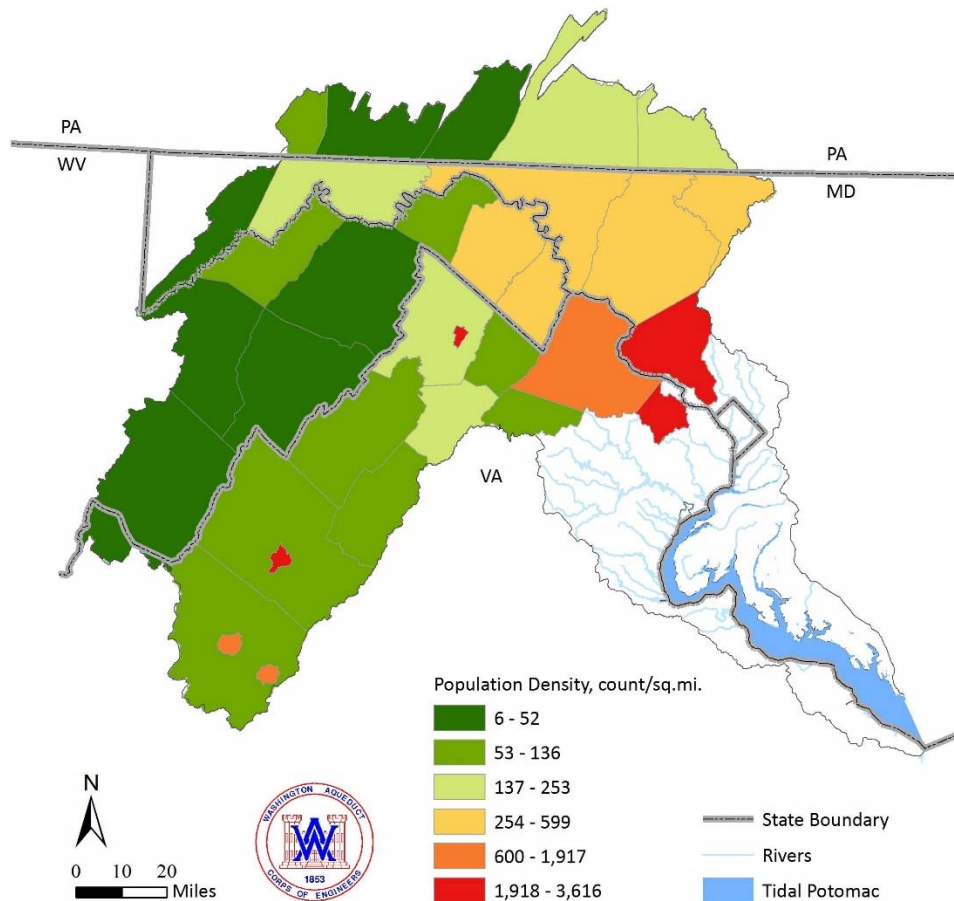 PA
WV
PA
MD
VA
Population Density, count/sq.mi.
6 - 52
53 - 136
137 - 253
254 - 599
600 - 1,917
1,918 - 3,616
State Boundary
Rivers
Tidal Potomac
N
0 10 20
Miles
WASHINGTON AQUEDUCT
1853
CORPS OF ENGINEERS